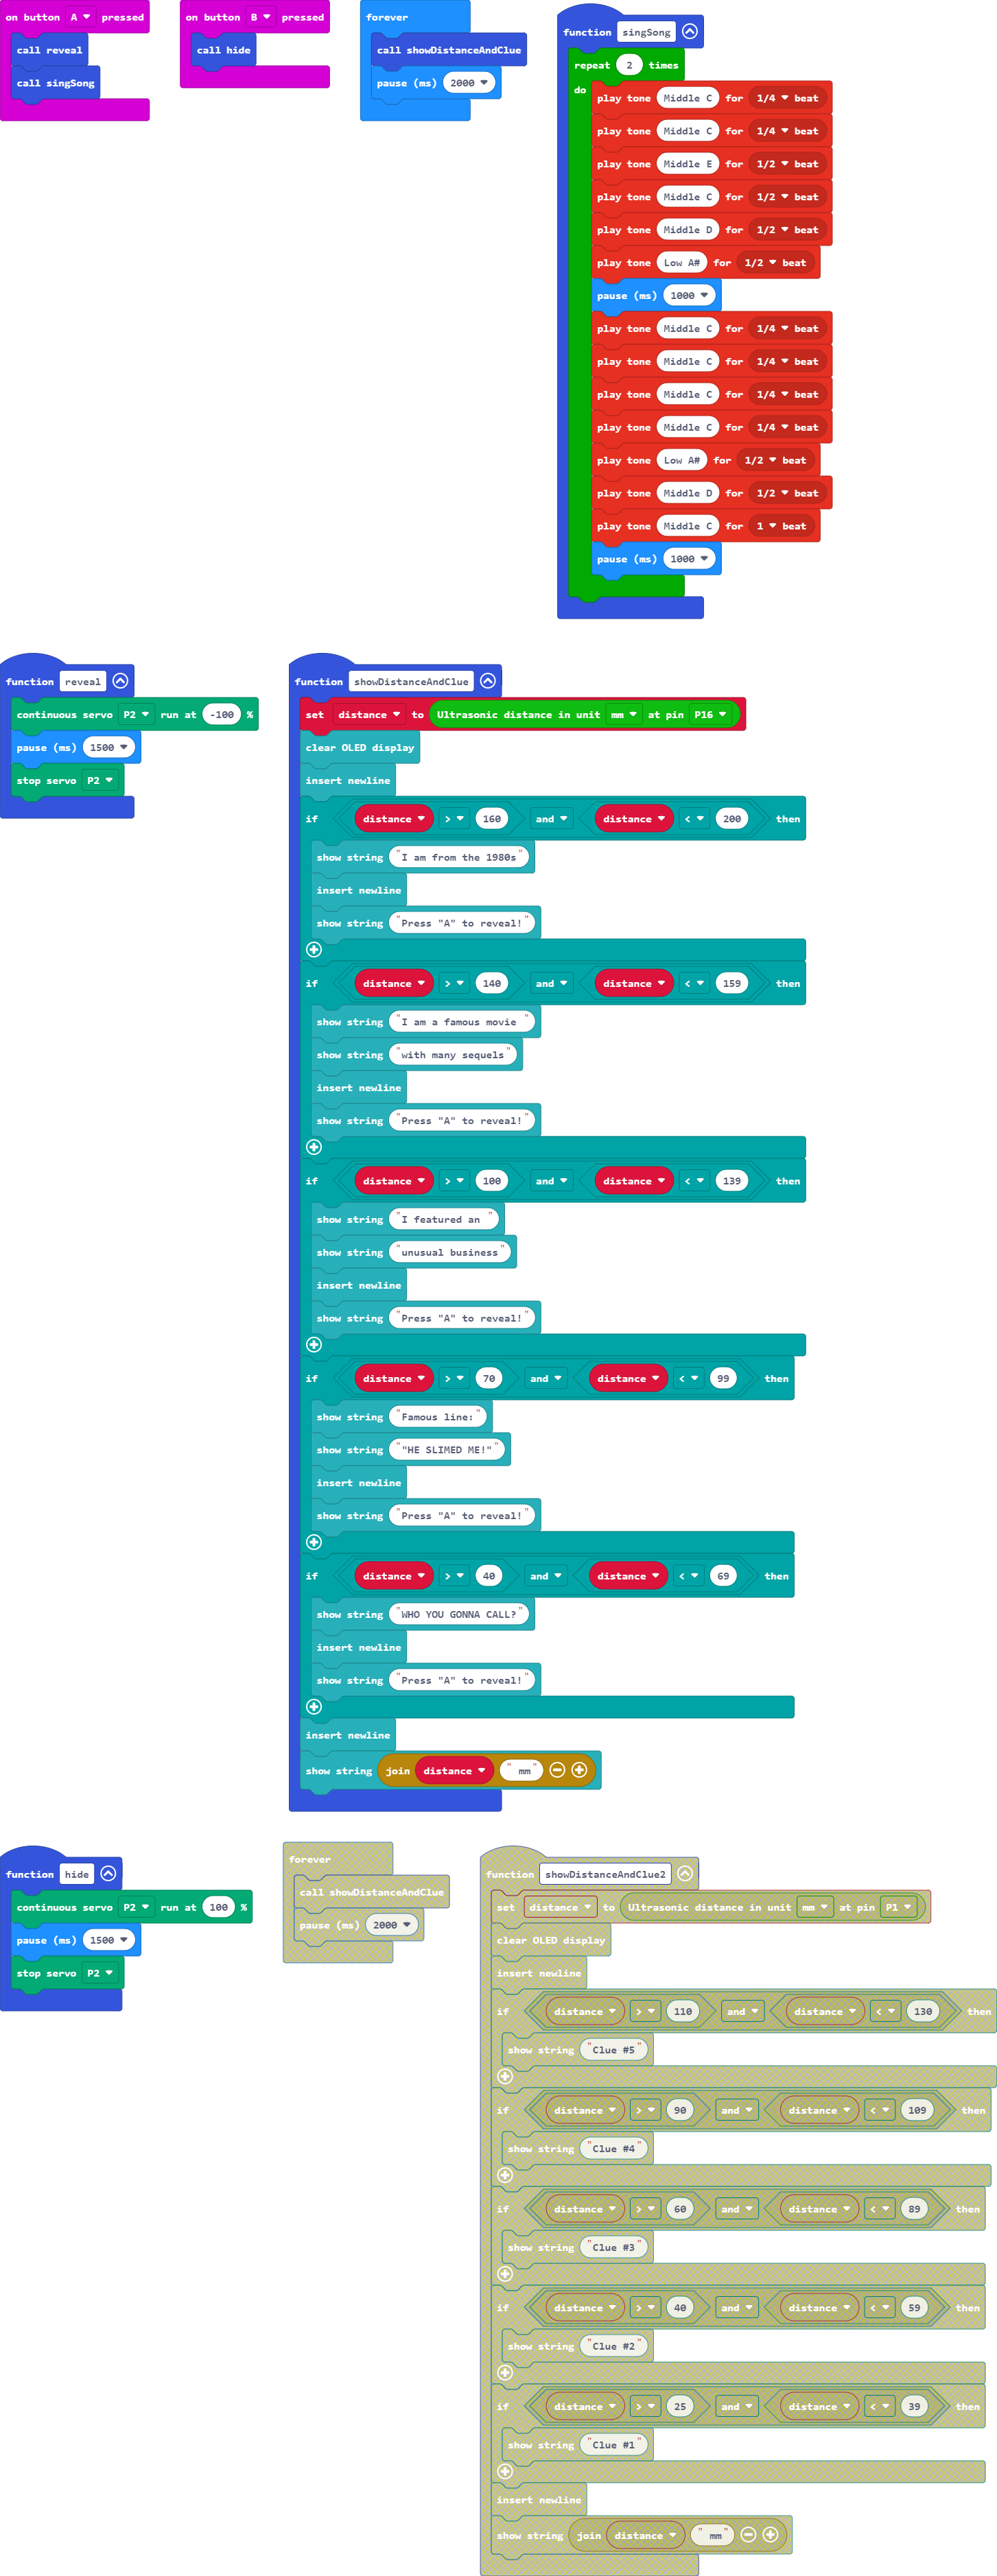 on button A pressed
call reveal
call singSong
on button B pressed
call hide
forever
call showDistanceAndClue
pause (ms) 2000
function singSong
repeat 2 times
do
play tone Middle C for 1/4 beat
play tone Middle C for 1/4 beat
play tone Middle E for 1/2 beat
play tone Middle C for 1/2 beat
play tone Middle D for 1/2 beat
play tone Low A# for 1/2 beat
pause (ms) 1000
play tone Middle C for 1/4 beat
play tone Middle C for 1/4 beat
play tone Middle C for 1/4 beat
play tone Middle C for 1/4 beat
play tone Low A# for 1/2 beat
play tone Middle D for 1/2 beat
play tone Middle C for 1 beat
pause (ms) 1000
function reveal
continuous servo P2 run at -100 %
pause (ms) 1500
stop servo P2
function showDistanceAndClue
set distance to Ultrasonic distance in unit mm at pin P16
clear OLED display
insert newline
if distance > 160 and distance < 200 then
show string "I am from the 1980s"
insert newline
show string "Press "A" to reveal!"
if distance > 140 and distance < 159 then
show string "I am a famous movie "
show string "with many sequels"
insert newline
show string "Press "A" to reveal!"
if distance > 100 and distance < 139 then
show string "I featured an "
show string "unusual business"
insert newline
show string "Press "A" to reveal!"
if distance > 70 and distance < 99 then
show string "Famous line:"
show string ""HE SLIMED ME!""
insert newline
show string "Press "A" to reveal!"
if distance > 40 and distance < 69 then
show string "WHO YOU GONNA CALL?"
insert newline
show string "Press "A" to reveal!"
insert newline
show string join distance " mm"
function hide
continuous servo P2 run at 100 %
pause (ms) 1500
stop servo P2
forever
call showDistanceAndClue
pause (ms) 2000
function showDistanceAndClue2
set distance to Ultrasonic distance in unit mm at pin P1
clear OLED display
insert newline
if distance > 110 and distance < 130 then
show string "Clue #5"
if distance > 90 and distance < 109 then
show string "Clue #4"
if distance > 60 and distance < 89 then
show string "Clue #3"
if distance > 40 and distance < 59 then
show string "Clue #2"
if distance > 25 and distance < 39 then
show string "Clue #1"
insert newline
show string join distance " mm"